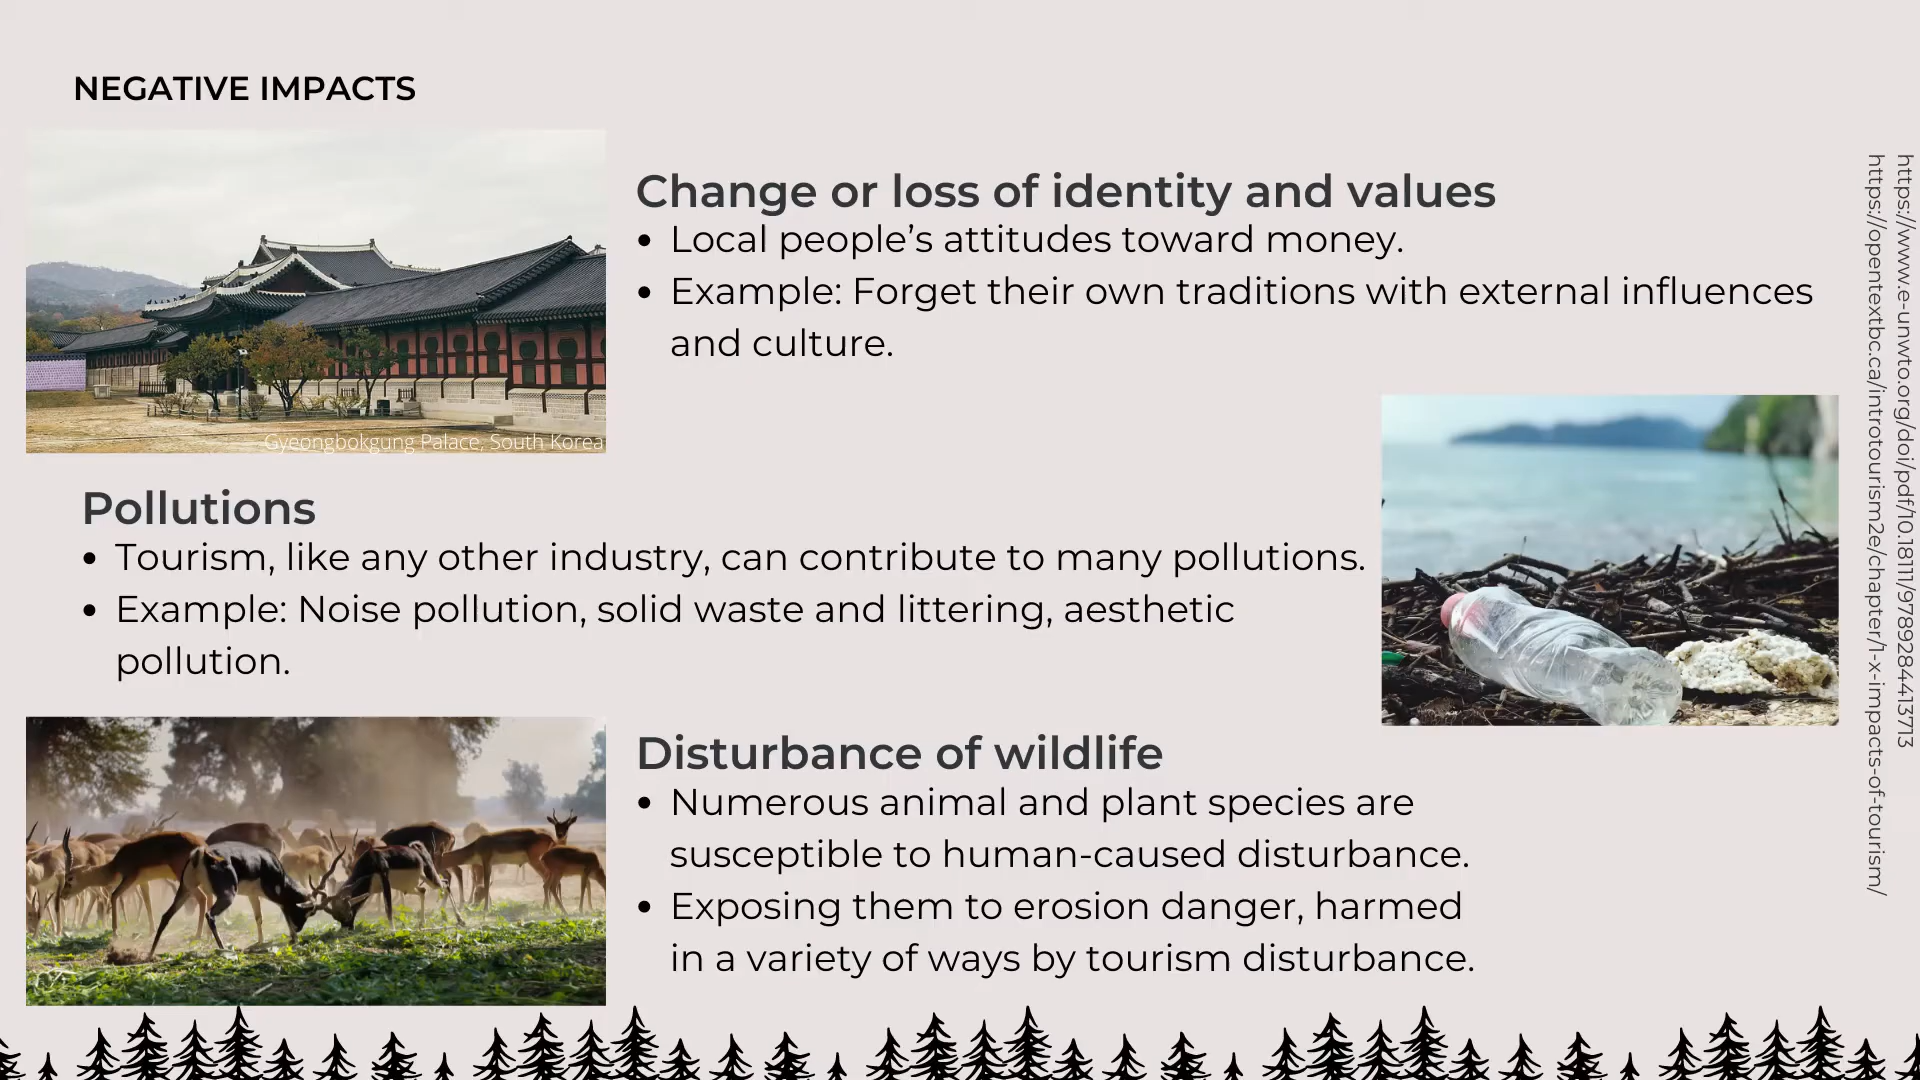 NEGATIVE IMPACTS
Change or loss of identity and values
• Local people’s attitudes toward money.
• Example: Forget their own traditions with external influences
and culture.
Gyeongbokgung Palace, South Korea
Pollutions
• Tourism, like any other industry, can contribute to many pollutions.
• Example: Noise pollution, solid waste and littering, aesthetic
pollution.
Disturbance of wildlife
• Numerous animal and plant species are
susceptible to human-caused disturbance.
• Exposing them to erosion danger, harmed
in a variety of ways by tourism disturbance.
https://www.e-unwto.org/doi/pdf/10.18111/9789284413713
https://opentextbc.ca/introtourism2e/chapter/1-x-impacts-of-tourism/